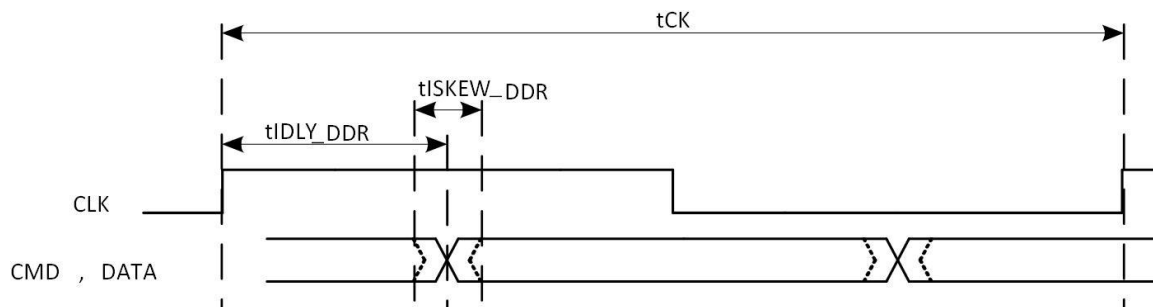 tCK
tISKEW_DDR
tIDLY_DDR
CLK
CMD , DATA